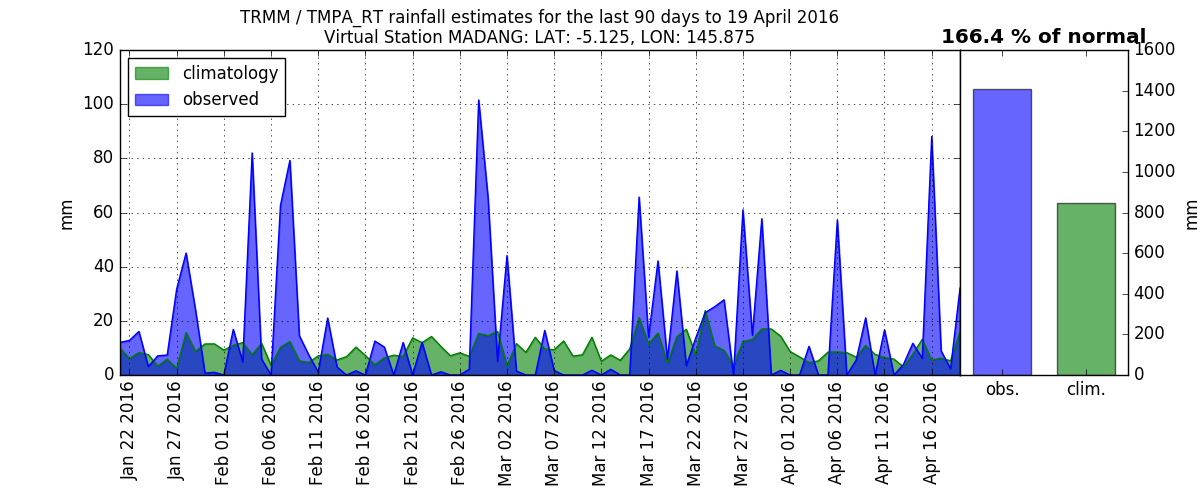 TRMM / TMPA_RT rainfall estimates for the last 90 days to 19 April 2016
Virtual Station MADANG: LAT: -5.125, LON: 145.875
166.4 % of normal
climatology
observed
mm
120
100
80
60
40
20
0
1600
1400
1200
1000
800
600
400
200
0
mm
obs.
clim.
Jan 22 2016
Jan 27 2016
Feb 01 2016
Feb 06 2016
Feb 11 2016
Feb 16 2016
Feb 21 2016
Feb 26 2016
Mar 02 2016
Mar 07 2016
Mar 12 2016
Mar 17 2016
Mar 22 2016
Mar 27 2016
Apr 01 2016
Apr 06 2016
Apr 11 2016
Apr 16 2016